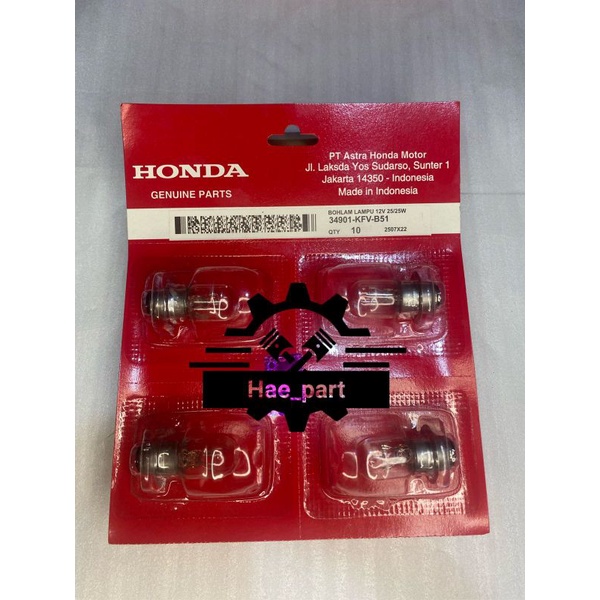 HONDA
GENUINE PARTS
PT Astra Honda Motor
Jl. Laksda Yos Sudarso, Sunter 1
Jakarta 14350 - Indonesia
Made in Indonesia
BOHLAM LAMPU 12V 25/25W
34901-KFV-B51
QTY 10 2507X22
Hae_part